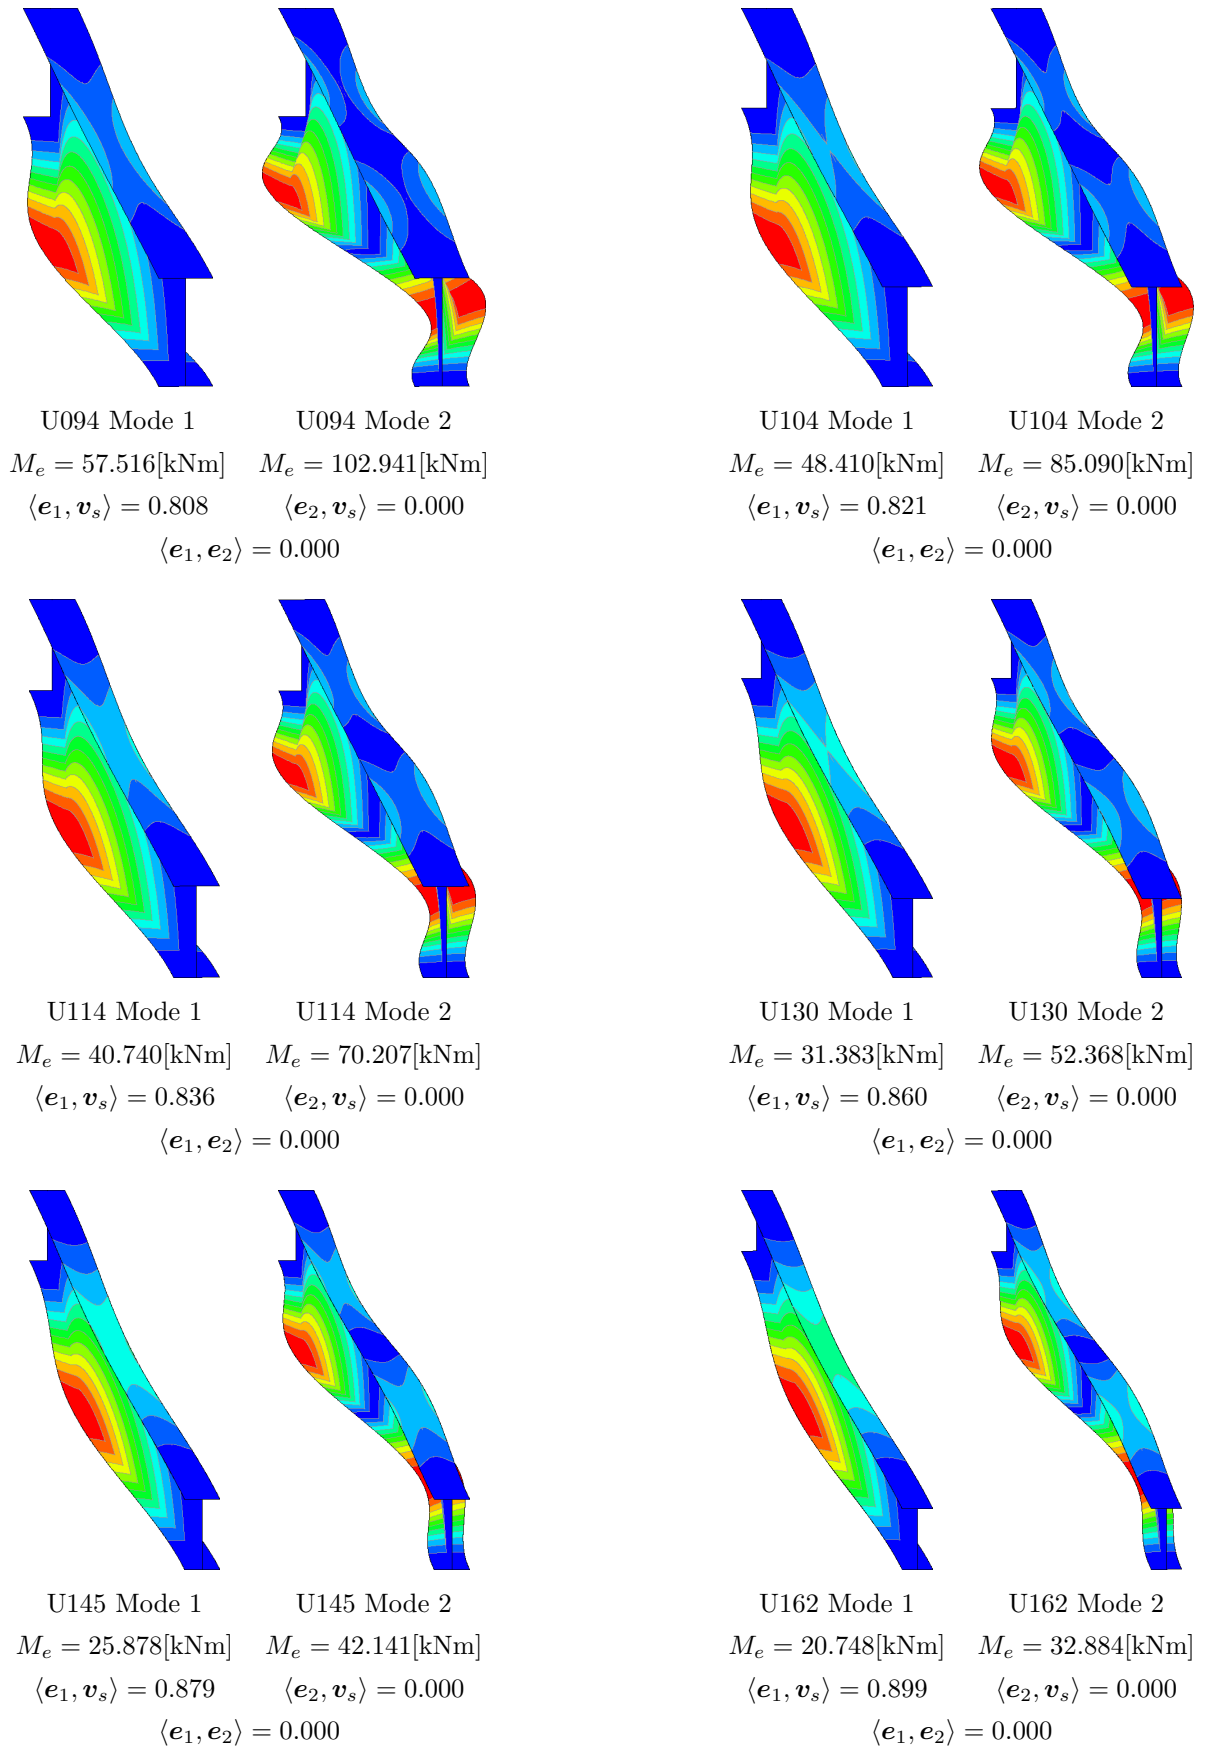 U094 Mode 1 U094 Mode 2
M_e = 57.516[kNm] M_e = 102.941[kNm]
⟨e_1, v_s⟩ = 0.808 ⟨e_2, v_s⟩ = 0.000
⟨e_1, e_2⟩ = 0.000
U104 Mode 1 U104 Mode 2
M_e = 48.410[kNm] M_e = 85.090[kNm]
⟨e_1, v_s⟩ = 0.821 ⟨e_2, v_s⟩ = 0.000
⟨e_1, e_2⟩ = 0.000
U114 Mode 1 U114 Mode 2
M_e = 40.740[kNm] M_e = 70.207[kNm]
⟨e_1, v_s⟩ = 0.836 ⟨e_2, v_s⟩ = 0.000
⟨e_1, e_2⟩ = 0.000
U130 Mode 1 U130 Mode 2
M_e = 31.383[kNm] M_e = 52.368[kNm]
⟨e_1, v_s⟩ = 0.860 ⟨e_2, v_s⟩ = 0.000
⟨e_1, e_2⟩ = 0.000
U145 Mode 1 U145 Mode 2
M_e = 25.878[kNm] M_e = 42.141[kNm]
⟨e_1, v_s⟩ = 0.879 ⟨e_2, v_s⟩ = 0.000
⟨e_1, e_2⟩ = 0.000
U162 Mode 1 U162 Mode 2
M_e = 20.748[kNm] M_e = 32.884[kNm]
⟨e_1, v_s⟩ = 0.899 ⟨e_2, v_s⟩ = 0.000
⟨e_1, e_2⟩ = 0.000